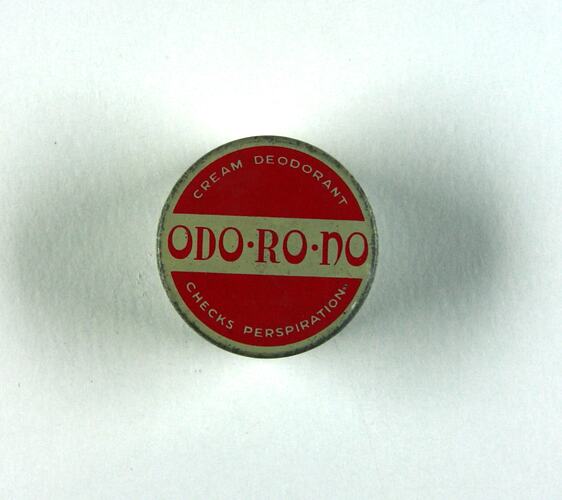 CREAM DEODORANT
ODO·RO·NO
CHECKS PERSPIRATION